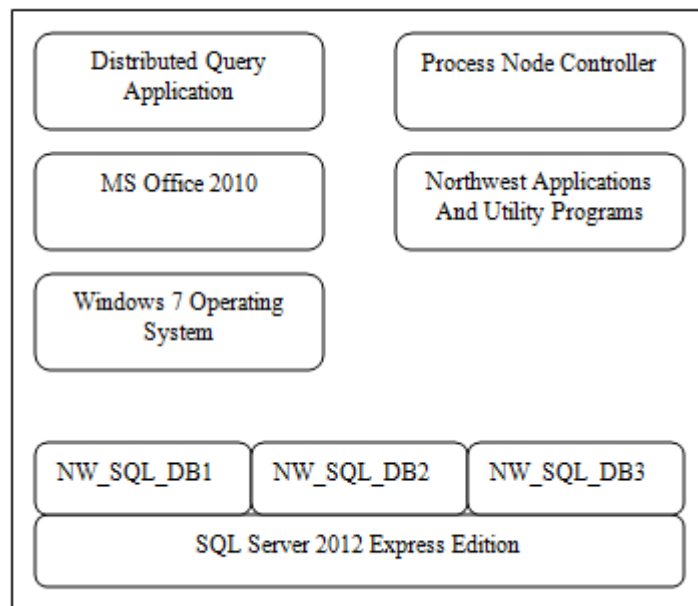 Distributed Query
Application
Process Node Controller
MS Office 2010
Northwest Applications
And Utility Programs
Windows 7 Operating
System
NW_SQL_DB1
NW_SQL_DB2
NW_SQL_DB3
SQL Server 2012 Express Edition